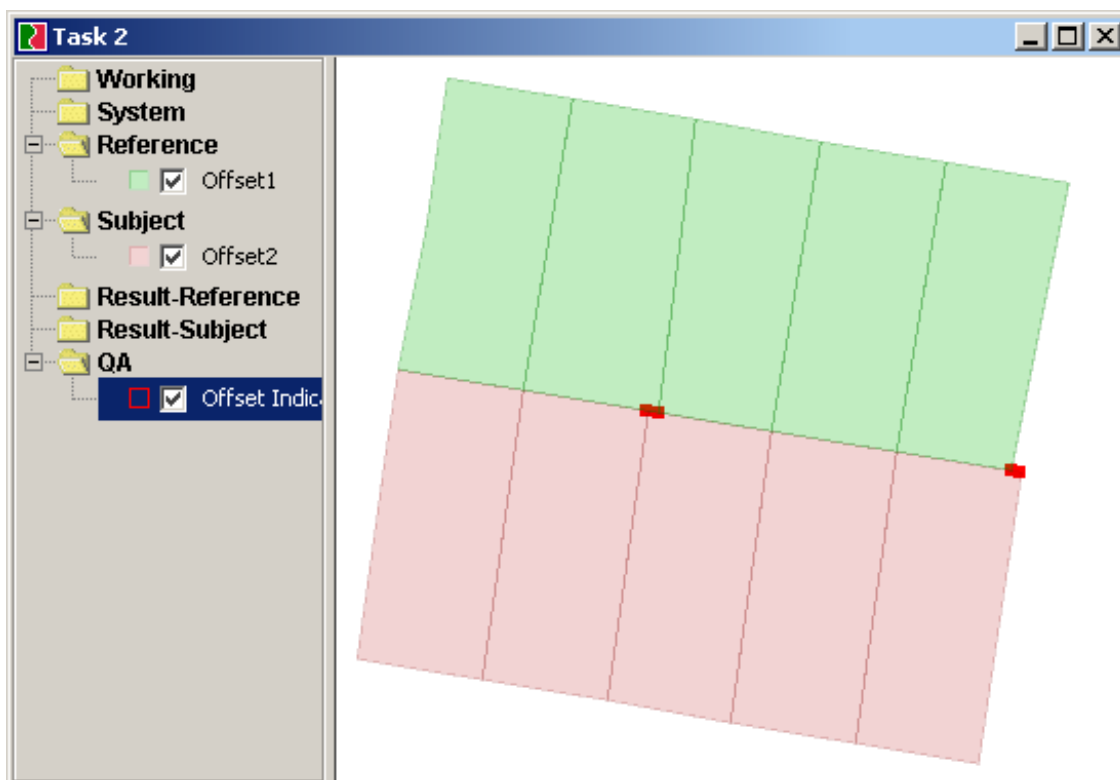 Task 2
Working
System
Reference
Offset1
Subject
Offset2
Result-Reference
Result-Subject
QA
Offset Indic